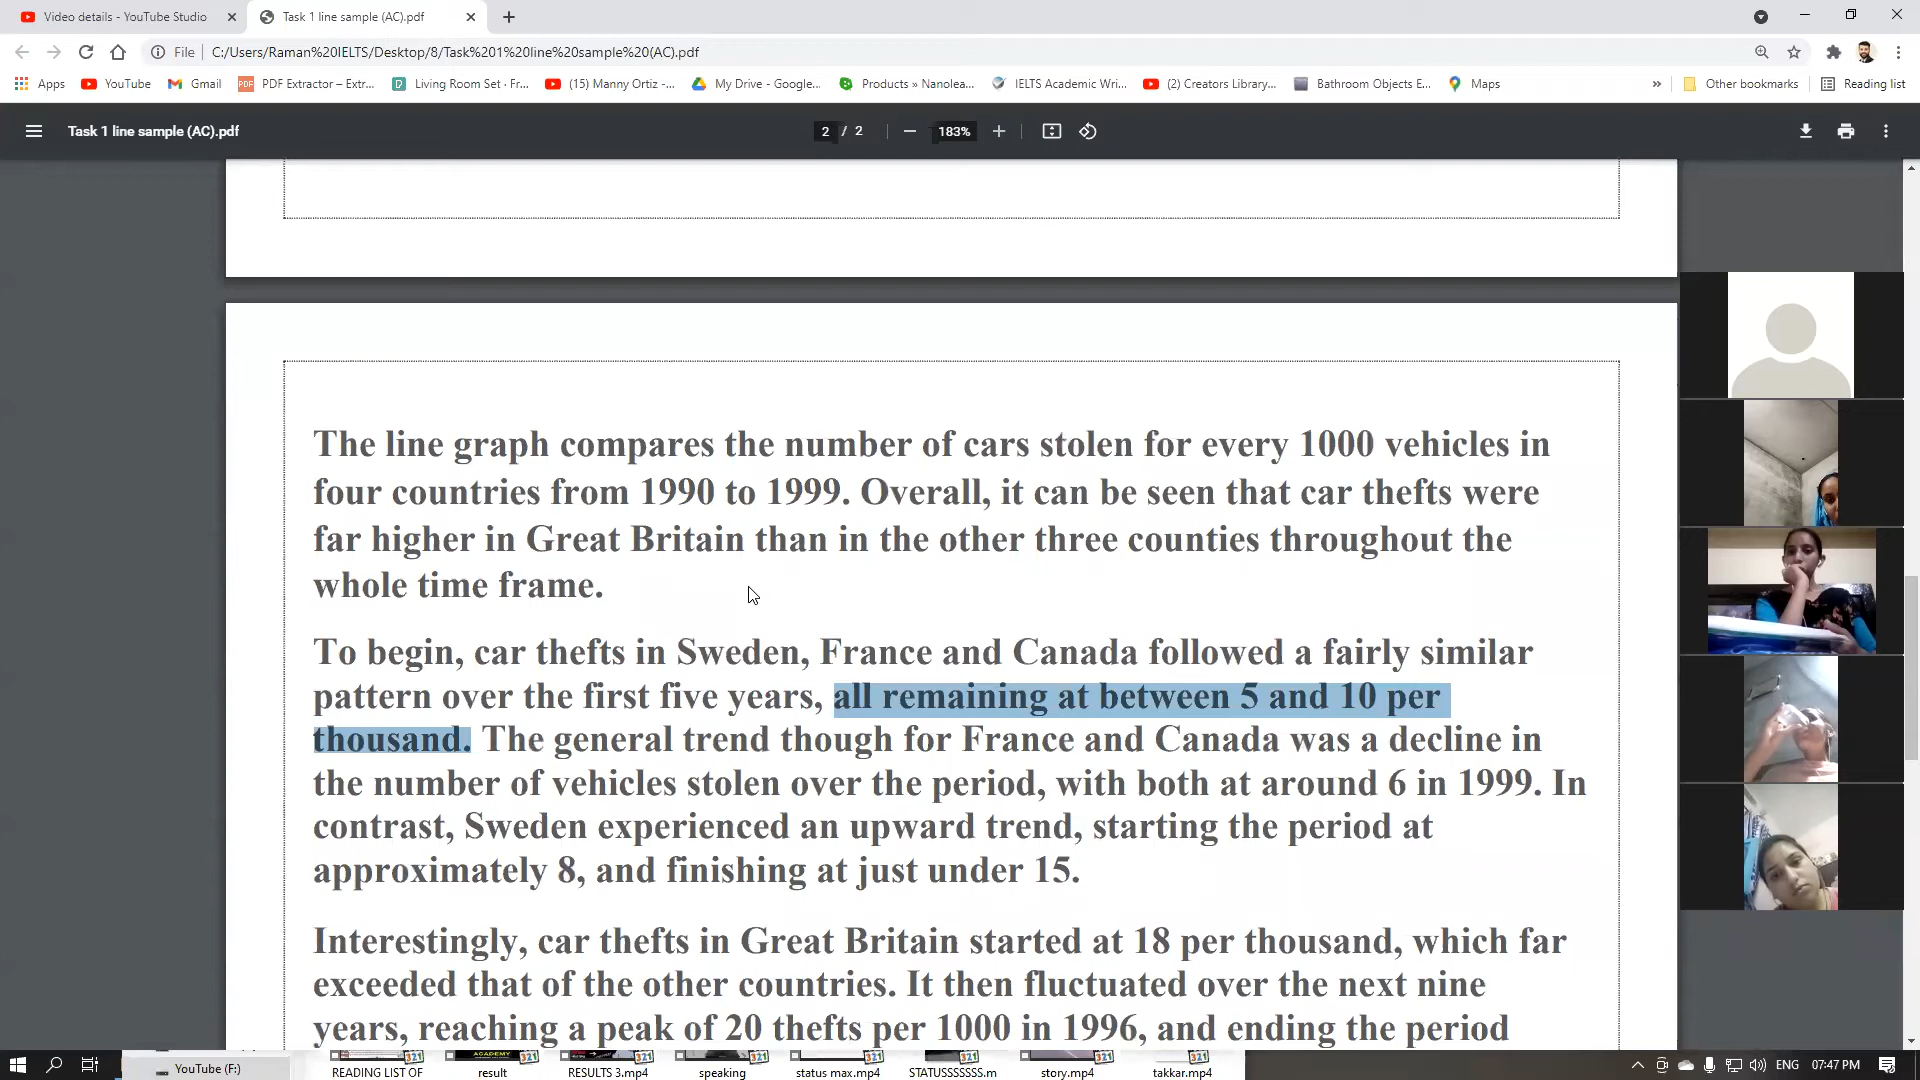 Video details - YouTube Studio
Task 1 line sample (AC).pdf
File
C:/Users/Raman%20IELTS/Desktop/8/Task%201%20line%20sample%20(AC).pdf
Apps
YouTube
Gmail
PDF Extractor – Extr...
Living Room Set · Fr...
(15) Manny Ortiz -...
My Drive - Google...
Products » Nanolea...
IELTS Academic Wri...
(2) Creators Library...
Bathroom Objects E...
Maps
»
Other bookmarks
Reading list
Task 1 line sample (AC).pdf
2 / 2
183%
The line graph compares the number of cars stolen for every 1000 vehicles in
four countries from 1990 to 1999. Overall, it can be seen that car thefts were
far higher in Great Britain than in the other three counties throughout the
whole time frame.
To begin, car thefts in Sweden, France and Canada followed a fairly similar
pattern over the first five years, all remaining at between 5 and 10 per
thousand. The general trend though for France and Canada was a decline in
the number of vehicles stolen over the period, with both at around 6 in 1999. In
contrast, Sweden experienced an upward trend, starting the period at
approximately 8, and finishing at just under 15.
Interestingly, car thefts in Great Britain started at 18 per thousand, which far
exceeded that of the other countries. It then fluctuated over the next nine
years, reaching a peak of 20 thefts per 1000 in 1996, and ending the period
YouTube (F:)
READING LIST OF
result
RESULTS 3.mp4
speaking
status max.mp4
STATUSSSSSSS.m
story.mp4
takkar.mp4
ENG
07:47 PM